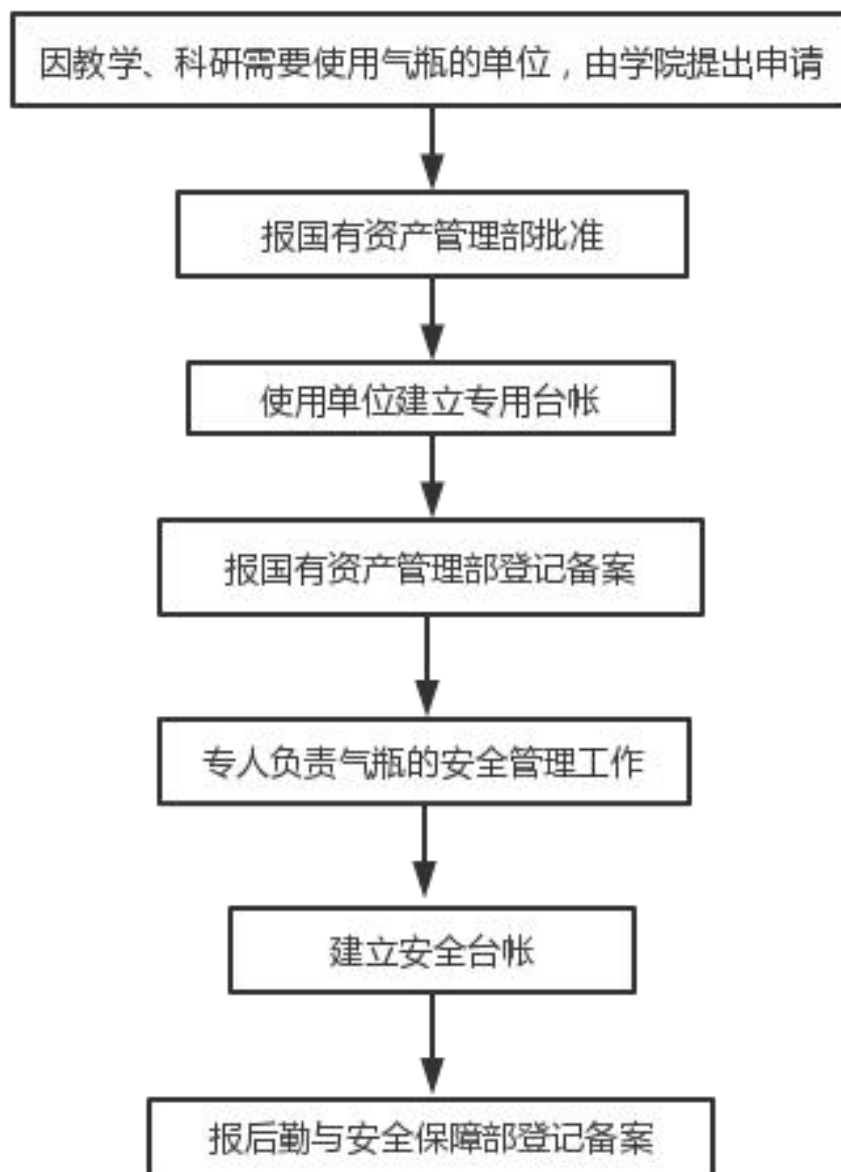 因教学、科研需要使用气瓶的单位，由学院提出申请
报国有资产管理部批准
使用单位建立专用台帐
报国有资产管理部登记备案
专人负责气瓶的安全管理工作
建立安全台帐
报后勤与安全保障部登记备案